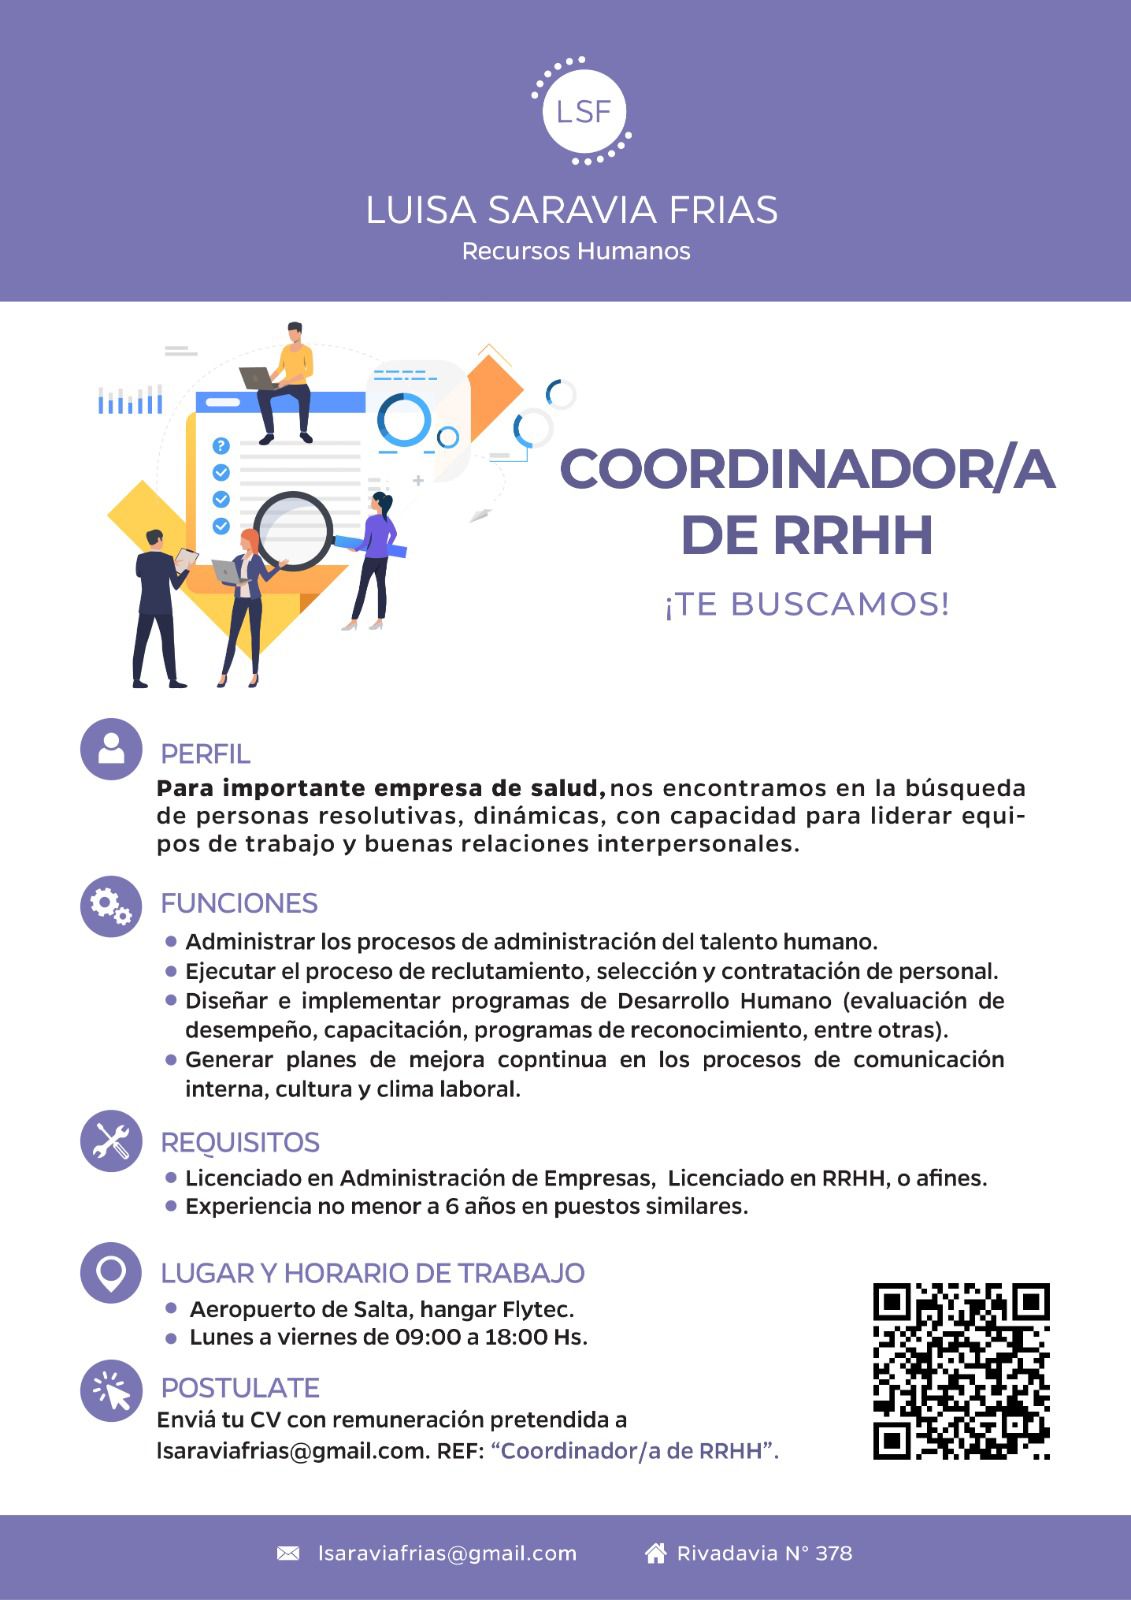 LSF
LUISA SARAVIA FRIAS
Recursos Humanos
?
COORDINADOR/A
DE RRHH
¡TE BUSCAMOS!
PERFIL
Para importante empresa de salud, nos encontramos en la búsqueda
de personas resolutivas, dinámicas, con capacidad para liderar equi-
pos de trabajo y buenas relaciones interpersonales.
FUNCIONES
Administrar los procesos de administración del talento humano.
Ejecutar el proceso de reclutamiento, selección y contratación de personal.
Diseñar e implementar programas de Desarrollo Humano (evaluación de
desempeño, capacitación, programas de reconocimiento, entre otras).
Generar planes de mejora copntinua en los procesos de comunicación
interna, cultura y clima laboral.
REQUISITOS
Licenciado en Administración de Empresas, Licenciado en RRHH, o afines.
Experiencia no menor a 6 años en puestos similares.
LUGAR Y HORARIO DE TRABAJO
Aeropuerto de Salta, hangar Flytec.
Lunes a viernes de 09:00 a 18:00 Hs.
POSTULATE
Enviá tu CV con remuneración pretendida a
lsaraviafrias@gmail.com. REF: “Coordinador/a de RRHH”.
lsaraviafrias@gmail.com
Rivadavia N° 378